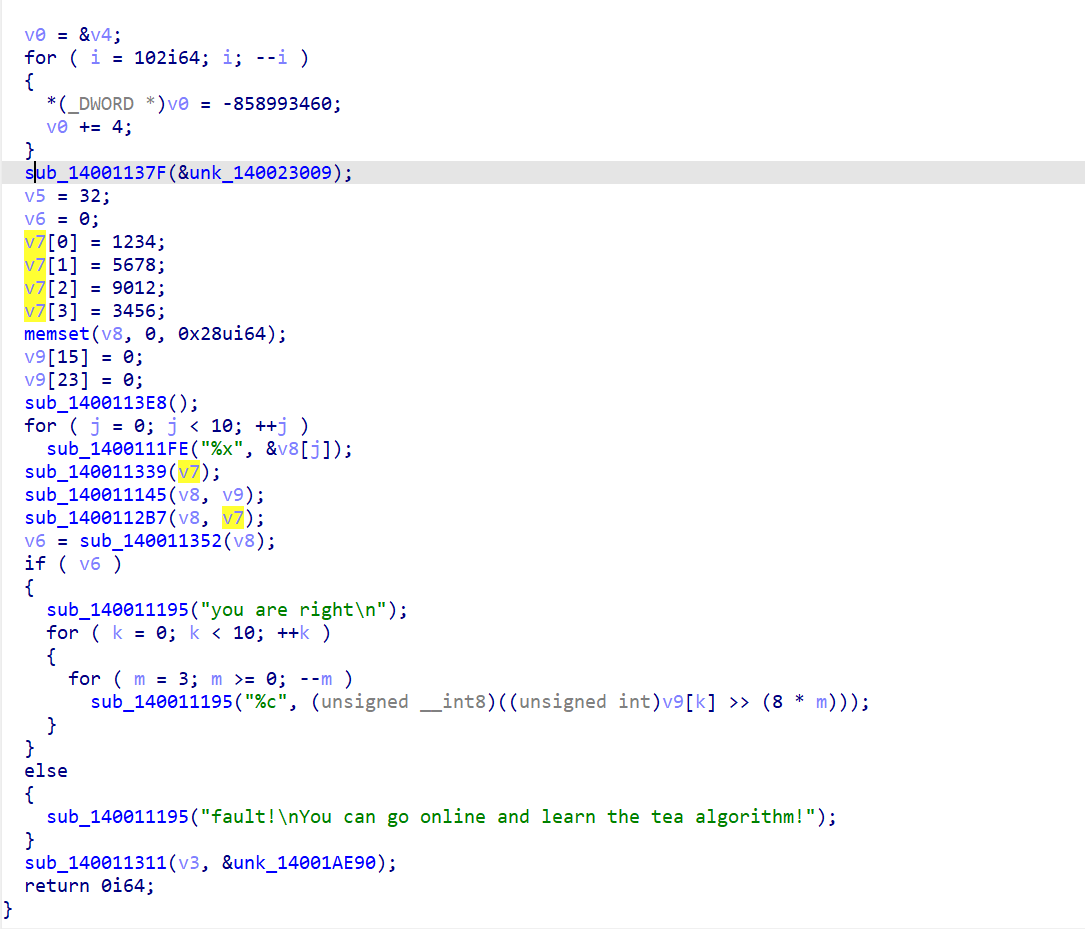 v0 = &v4;
for ( i = 102i64; i; --i )
{
*(_DWORD *)v0 = -858993460;
v0 += 4;
}
sub_14001137F(&unk_140023009);
v5 = 32;
v6 = 0;
v7[0] = 1234;
v7[1] = 5678;
v7[2] = 9012;
v7[3] = 3456;
memset(v8, 0, 0x28ui64);
v9[15] = 0;
v9[23] = 0;
sub_1400113E8();
for ( j = 0; j < 10; ++j )
sub_1400111FE("%x", &v8[j]);
sub_140011339(v7);
sub_140011145(v8, v9);
sub_1400112B7(v8, v7);
v6 = sub_140011352(v8);
if ( v6 )
{
sub_140011195("you are right\n");
for ( k = 0; k < 10; ++k )
{
for ( m = 3; m >= 0; --m )
sub_140011195("%c", (unsigned __int8)((unsigned int)v9[k] >> (8 * m)));
}
}
else
{
sub_140011195("fault!\nYou can go online and learn the tea algorithm!");
}
sub_140011311(v3, &unk_14001AE90);
return 0i64;
}